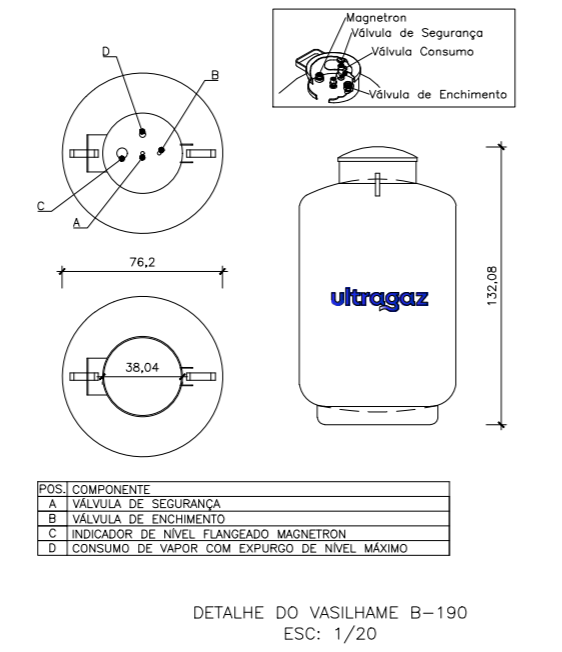 Magnetron
Válvula de Segurança
Válvula Consumo
Válvula de Enchimento
D
B
C
A
76,2
38,04
132,08
ultragaz
POS. COMPONENTE
A VÁLVULA DE SEGURANÇA
B VÁLVULA DE ENCHIMENTO
C INDICADOR DE NÍVEL FLANGEADO MAGNETRON
D CONSUMO DE VAPOR COM EXPURGO DE NÍVEL MÁXIMO
DETALHE DO VASILHAME B-190
ESC: 1/20